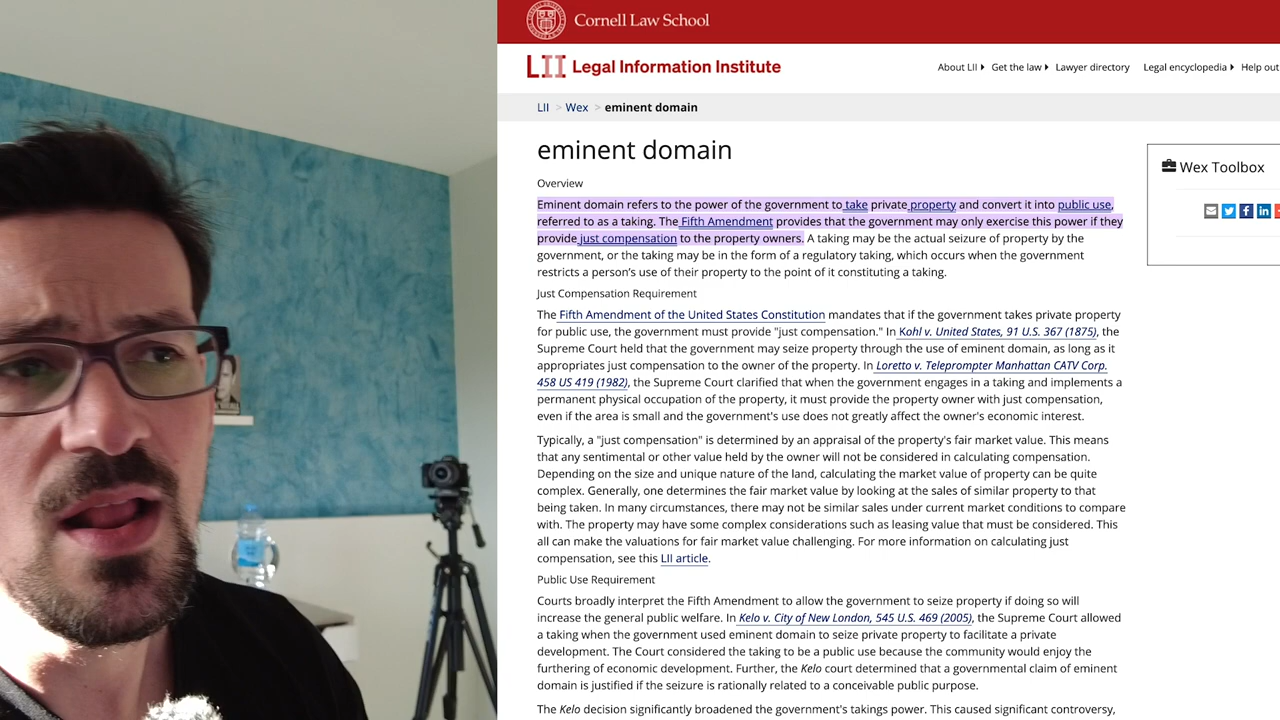 Cornell Law School
LII Legal Information Institute
About LII Get the law Lawyer directory Legal encyclopedia Help out
LII > Wex > eminent domain
eminent domain
Wex Toolbox
Overview
Eminent domain refers to the power of the government to take private property and convert it into public use,
referred to as a taking. The Fifth Amendment provides that the government may only exercise this power if they
provide just compensation to the property owners. A taking may be the actual seizure of property by the
government, or the taking may be in the form of a regulatory taking, which occurs when the government
restricts a person's use of their property to the point of it constituting a taking.
Just Compensation Requirement
The Fifth Amendment of the United States Constitution mandates that if the government takes private property
for public use, the government must provide "just compensation." In Kohl v. United States, 91 U.S. 367 (1875), the
Supreme Court held that the government may seize property through the use of eminent domain, as long as it
appropriates just compensation to the owner of the property. In Loretto v. Teleprompter Manhattan CATV Corp.
458 US 419 (1982), the Supreme Court clarified that when the government engages in a taking and implements a
permanent physical occupation of the property, it must provide the property owner with just compensation,
even if the area is small and the government's use does not greatly affect the owner's economic interest.
Typically, a "just compensation" is determined by an appraisal of the property's fair market value. This means
that any sentimental or other value held by the owner will not be considered in calculating compensation.
Depending on the size and unique nature of the land, calculating the market value of property can be quite
complex. Generally, one determines the fair market value by looking at the sales of similar property to that
being taken. In many circumstances, there may not be similar sales under current market conditions to compare
with. The property may have some complex considerations such as leasing value that must be considered. This
all can make the valuations for fair market value challenging. For more information on calculating just
compensation, see this LII article.
Public Use Requirement
Courts broadly interpret the Fifth Amendment to allow the government to seize property if doing so will
increase the general public welfare. In Kelo v. City of New London, 545 U.S. 469 (2005), the Supreme Court allowed
a taking when the government used eminent domain to seize private property to facilitate a private
development. The Court considered the taking to be a public use because the community would enjoy the
furthering of economic development. Further, the Kelo court determined that a governmental claim of eminent
domain is justified if the seizure is rationally related to a conceivable public purpose.
The Kelo decision significantly broadened the government's takings power. This caused significant controversy,